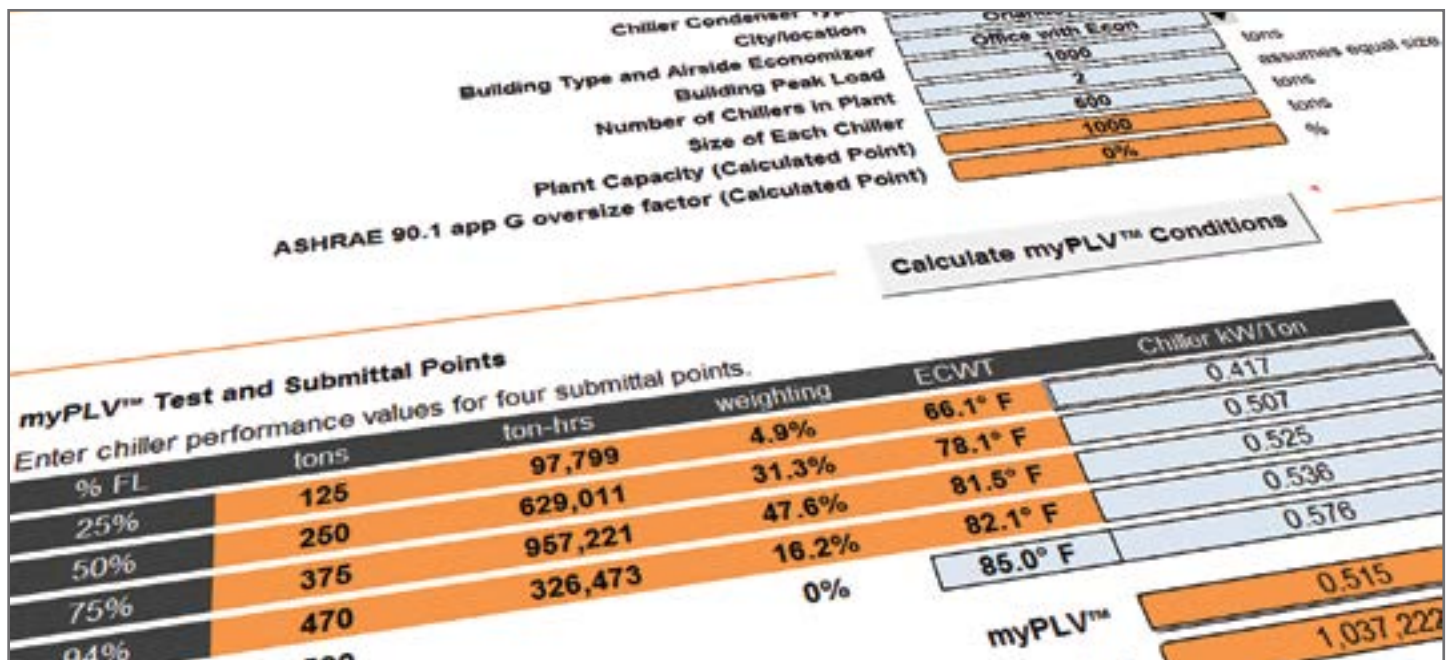 Chiller Condenser Type
City/location Orlando
Building Type and Airside Economizer Office with Econ
Building Peak Load 1000 tons
Number of Chillers in Plant 2 assumes equal size.
Size of Each Chiller 500 tons
Plant Capacity (Calculated Point) 1000 tons
ASHRAE 90.1 app G oversize factor (Calculated Point) 0% %
Calculate myPLV™ Conditions
myPLV™ Test and Submittal Points
Enter chiller performance values for four submittal points.
% FL tons ton-hrs weighting ECWT Chiller kW/Ton
25% 125 97,799 4.9% 66.1° F 0.417
50% 250 629,011 31.3% 78.1° F 0.507
75% 375 957,221 47.6% 81.5° F 0.525
94% 470 326,473 16.2% 82.1° F 0.536
0% 85.0° F 0.576
myPLV™ 0.515
1,037,222